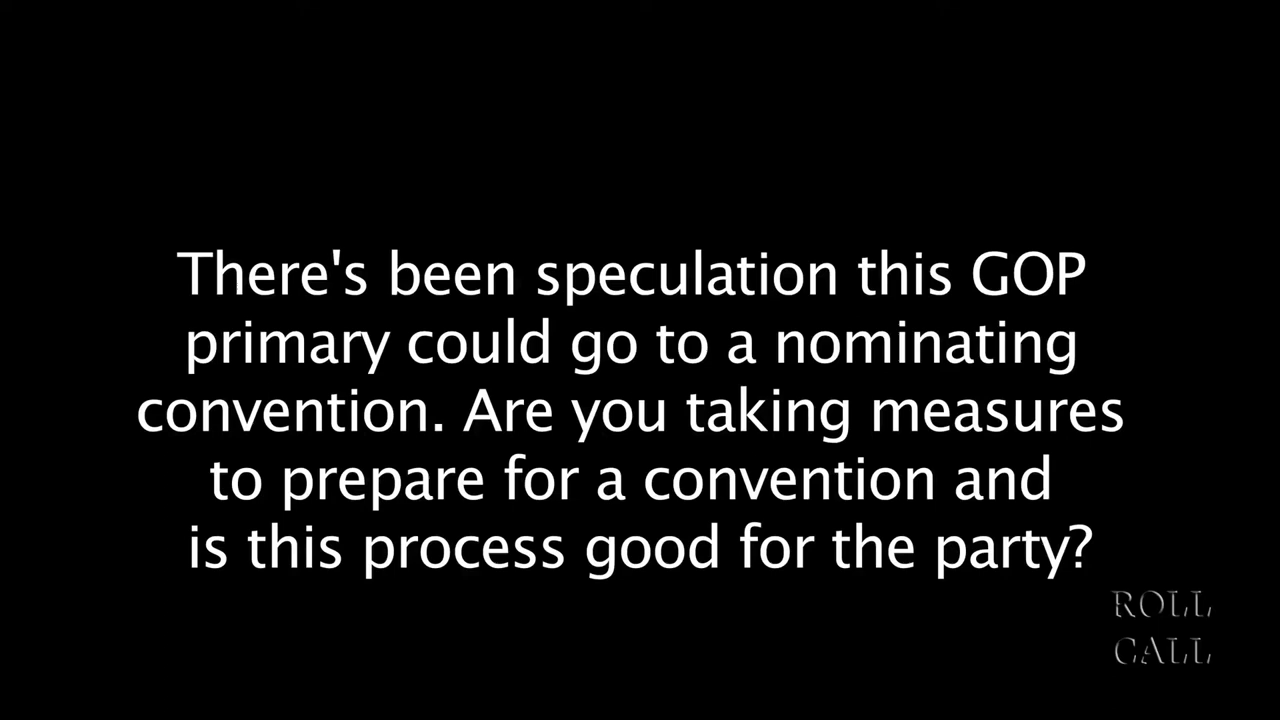 There's been speculation this GOP
primary could go to a nominating
convention. Are you taking measures
to prepare for a convention and
is this process good for the party?
ROLL
CALL